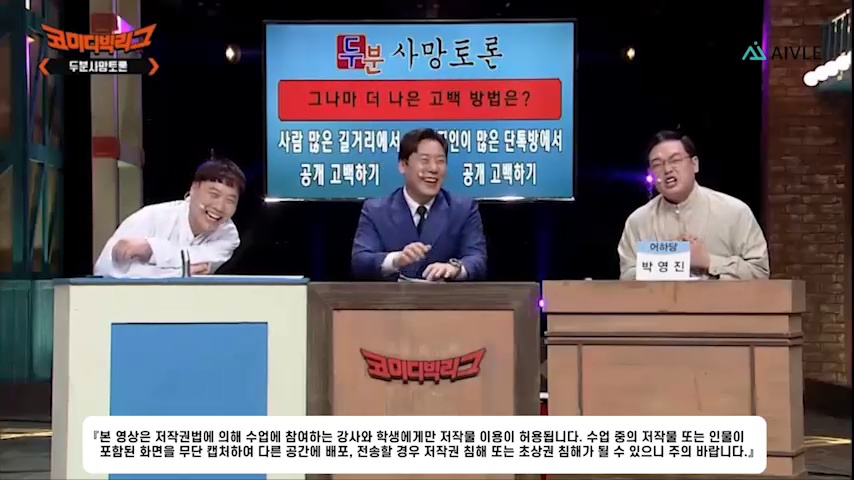 코미디빅리그
두분사망토론
AIVLE
두분 사망토론
그나마 더 나은 고백 방법은?
사람 많은 길거리에서
공개 고백하기
인이 많은 단톡방에서
공개 고백하기
어하당
박영진
코미디빅리그
『본 영상은 저작권법에 의해 수업에 참여하는 강사와 학생에게만 저작물 이용이 허용됩니다. 수업 중의 저작물 또는 인물이
포함된 화면을 무단 캡처하여 다른 공간에 배포, 전송할 경우 저작권 침해 또는 초상권 침해가 될 수 있으니 주의 바랍니다.』